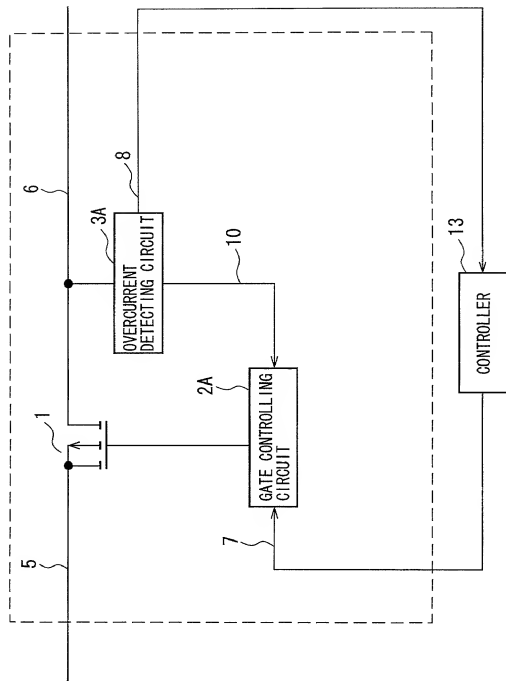 5
1
6
3A
OVERCURRENT
DETECTING CIRCUIT
8
10
2A
GATE CONTROLLING
CIRCUIT
7
13
CONTROLLER